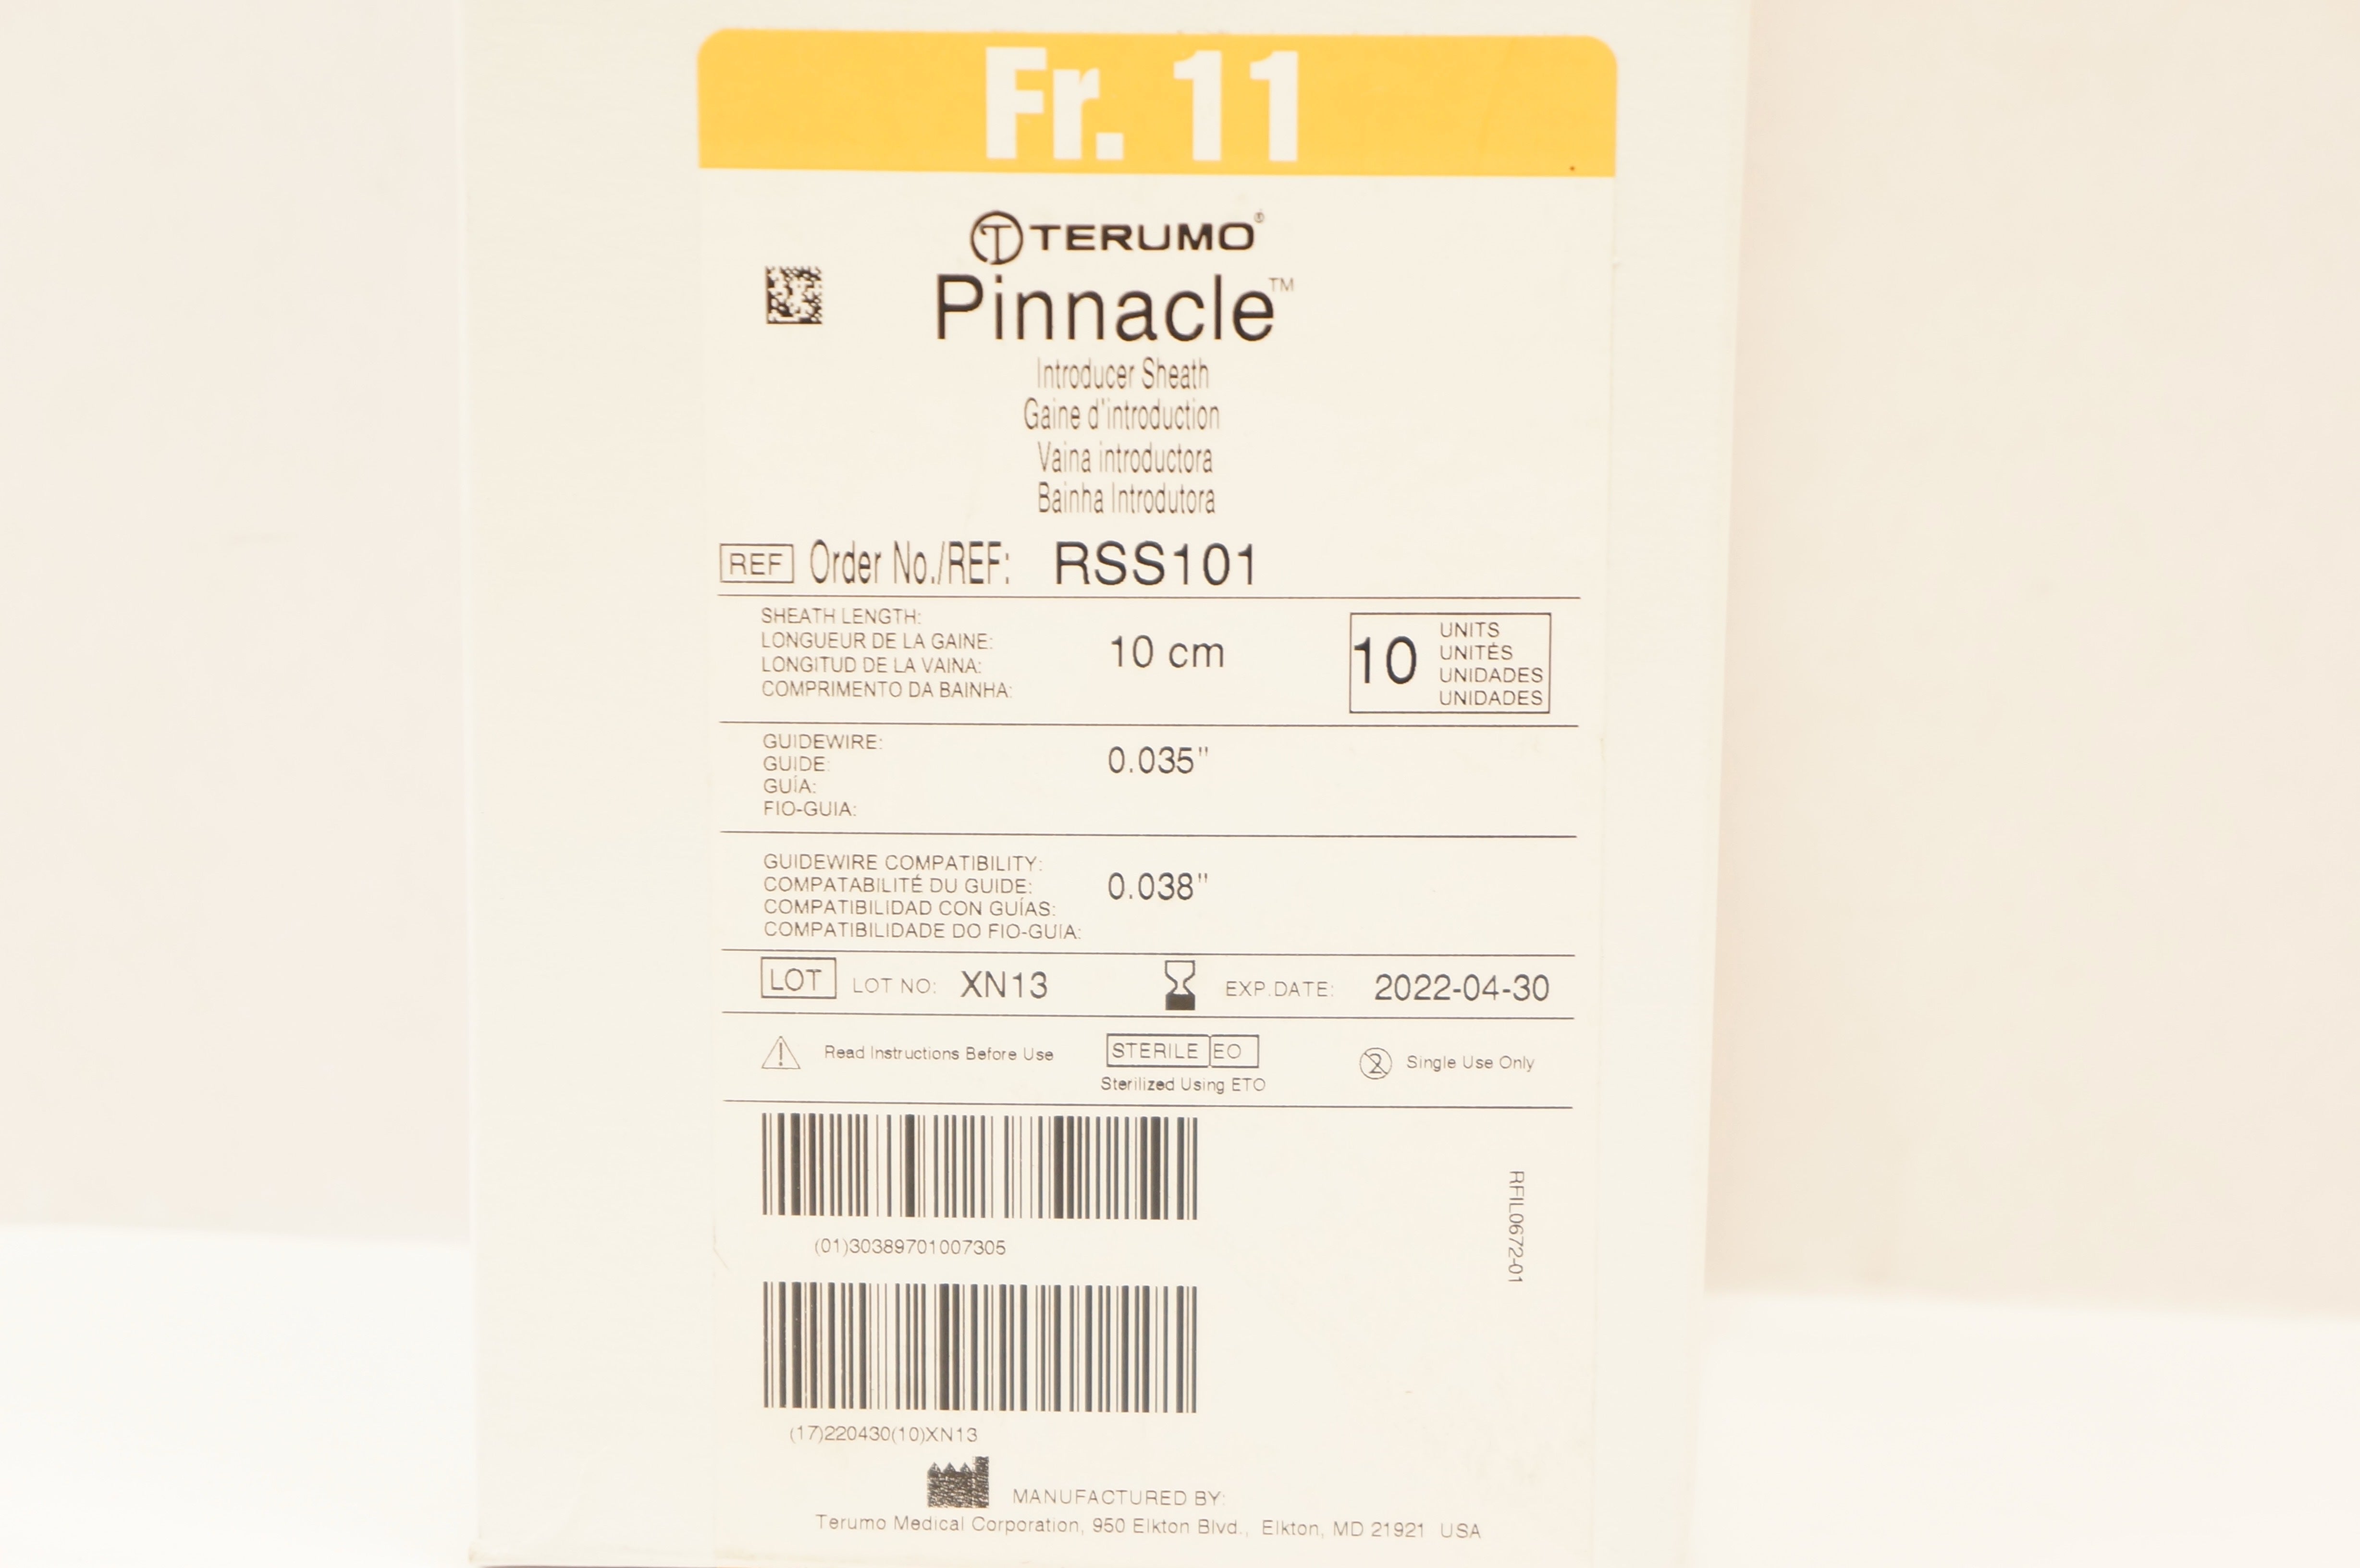 Fr. 11
TERUMO®
Pinnacle™
Introducer Sheath
Gaine d'introduction
Vaina introductora
Bainha Introdutora
REF Order No./REF: RSS101
SHEATH LENGTH:
LONGUEUR DE LA GAINE:
LONGITUD DE LA VAINA:
COMPRIMENTO DA BAINHA:
10 cm
10
UNITS
UNITÉS
UNIDADES
UNIDADES
GUIDEWIRE:
GUIDE:
GUÍA:
FIO-GUIA:
0.035"
GUIDEWIRE COMPATIBILITY:
COMPATABILITÉ DU GUIDE:
COMPATIBILIDAD CON GUÍAS:
COMPATIBILIDADE DO FIO-GUIA:
0.038"
LOT LOT NO: XN13 EXP.DATE: 2022-04-30
Read Instructions Before Use
STERILE EO
Sterilized Using ETO
2 Single Use Only
(01)30389701007305
RFIL0672-01
(17)220430(10)XN13
MANUFACTURED BY:
Terumo Medical Corporation, 950 Elkton Blvd., Elkton, MD 21921 USA